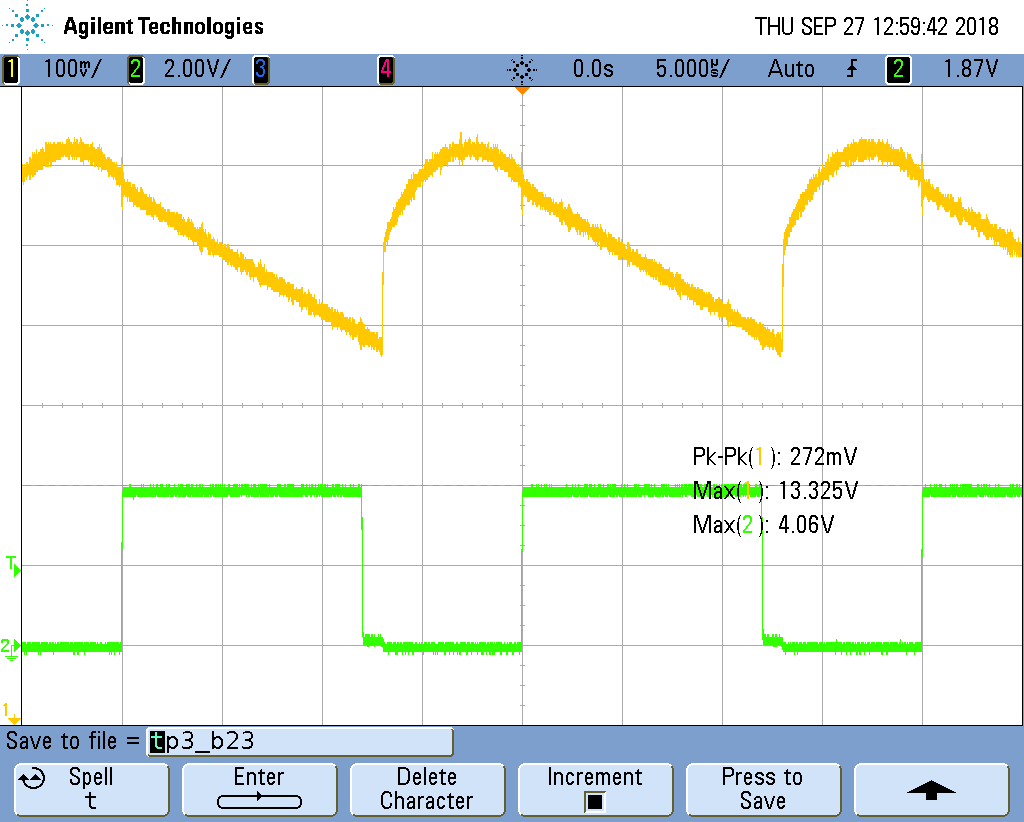 Agilent Technologies THU SEP 27 12:59:42 2018
1 100mV/ 2 2.00V/ 3 4 0.0s 5.000µs/ Auto 2 1.87V
Pk-Pk(1): 272mV
Max(1): 13.325V
Max(2): 4.06V
T
2
1
Save to file = tp3_b23
Spell
t
Enter
Delete
Character
Increment
Press to
Save